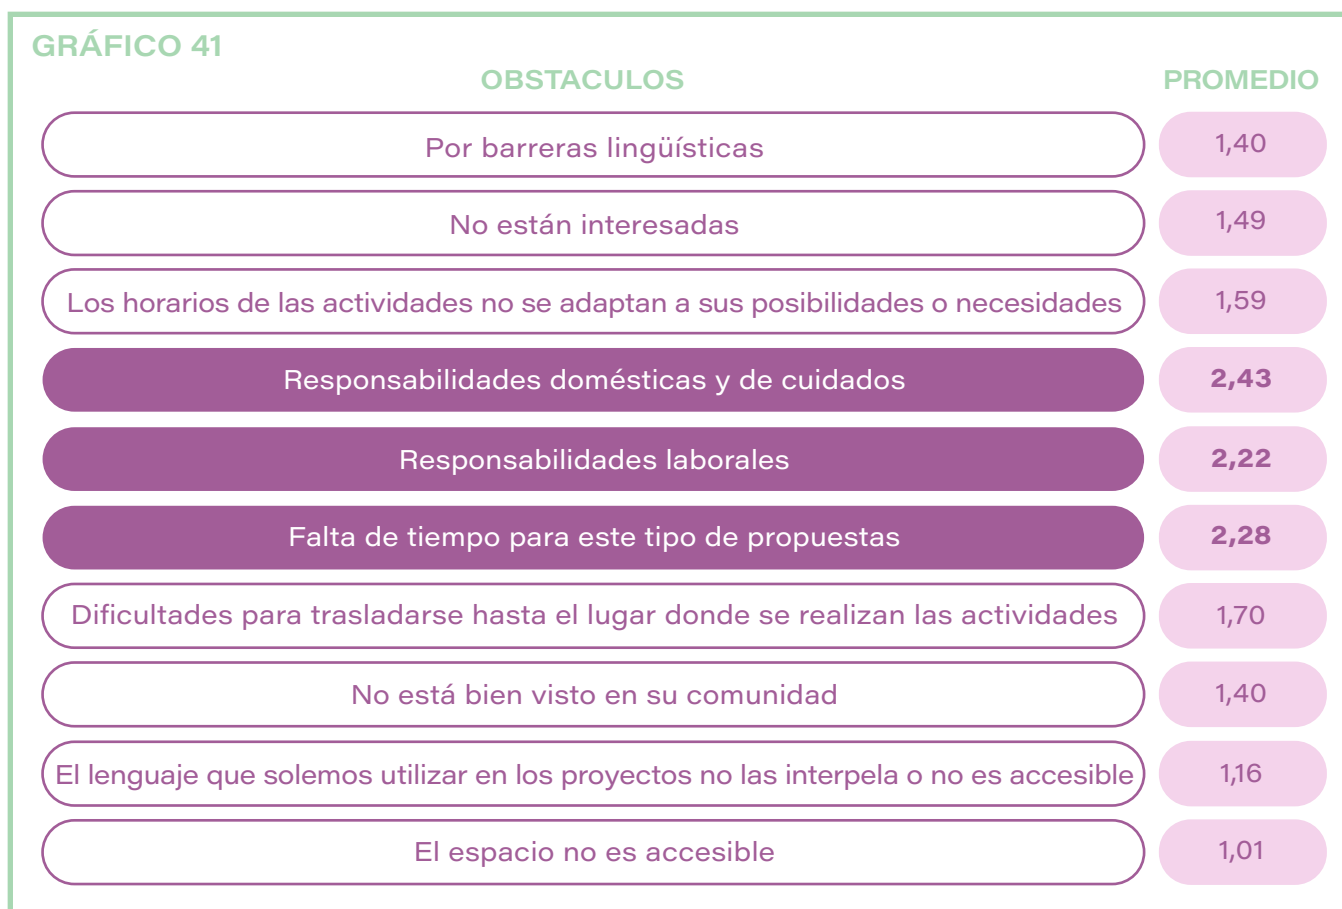 GRÁFICO 41
OBSTACULOS PROMEDIO
Por barreras lingüísticas 1,40
No están interesadas 1,49
Los horarios de las actividades no se adaptan a sus posibilidades o necesidades 1,59
Responsabilidades domésticas y de cuidados 2,43
Responsabilidades laborales 2,22
Falta de tiempo para este tipo de propuestas 2,28
Dificultades para trasladarse hasta el lugar donde se realizan las actividades 1,70
No está bien visto en su comunidad 1,40
El lenguaje que solemos utilizar en los proyectos no las interpela o no es accesible 1,16
El espacio no es accesible 1,01